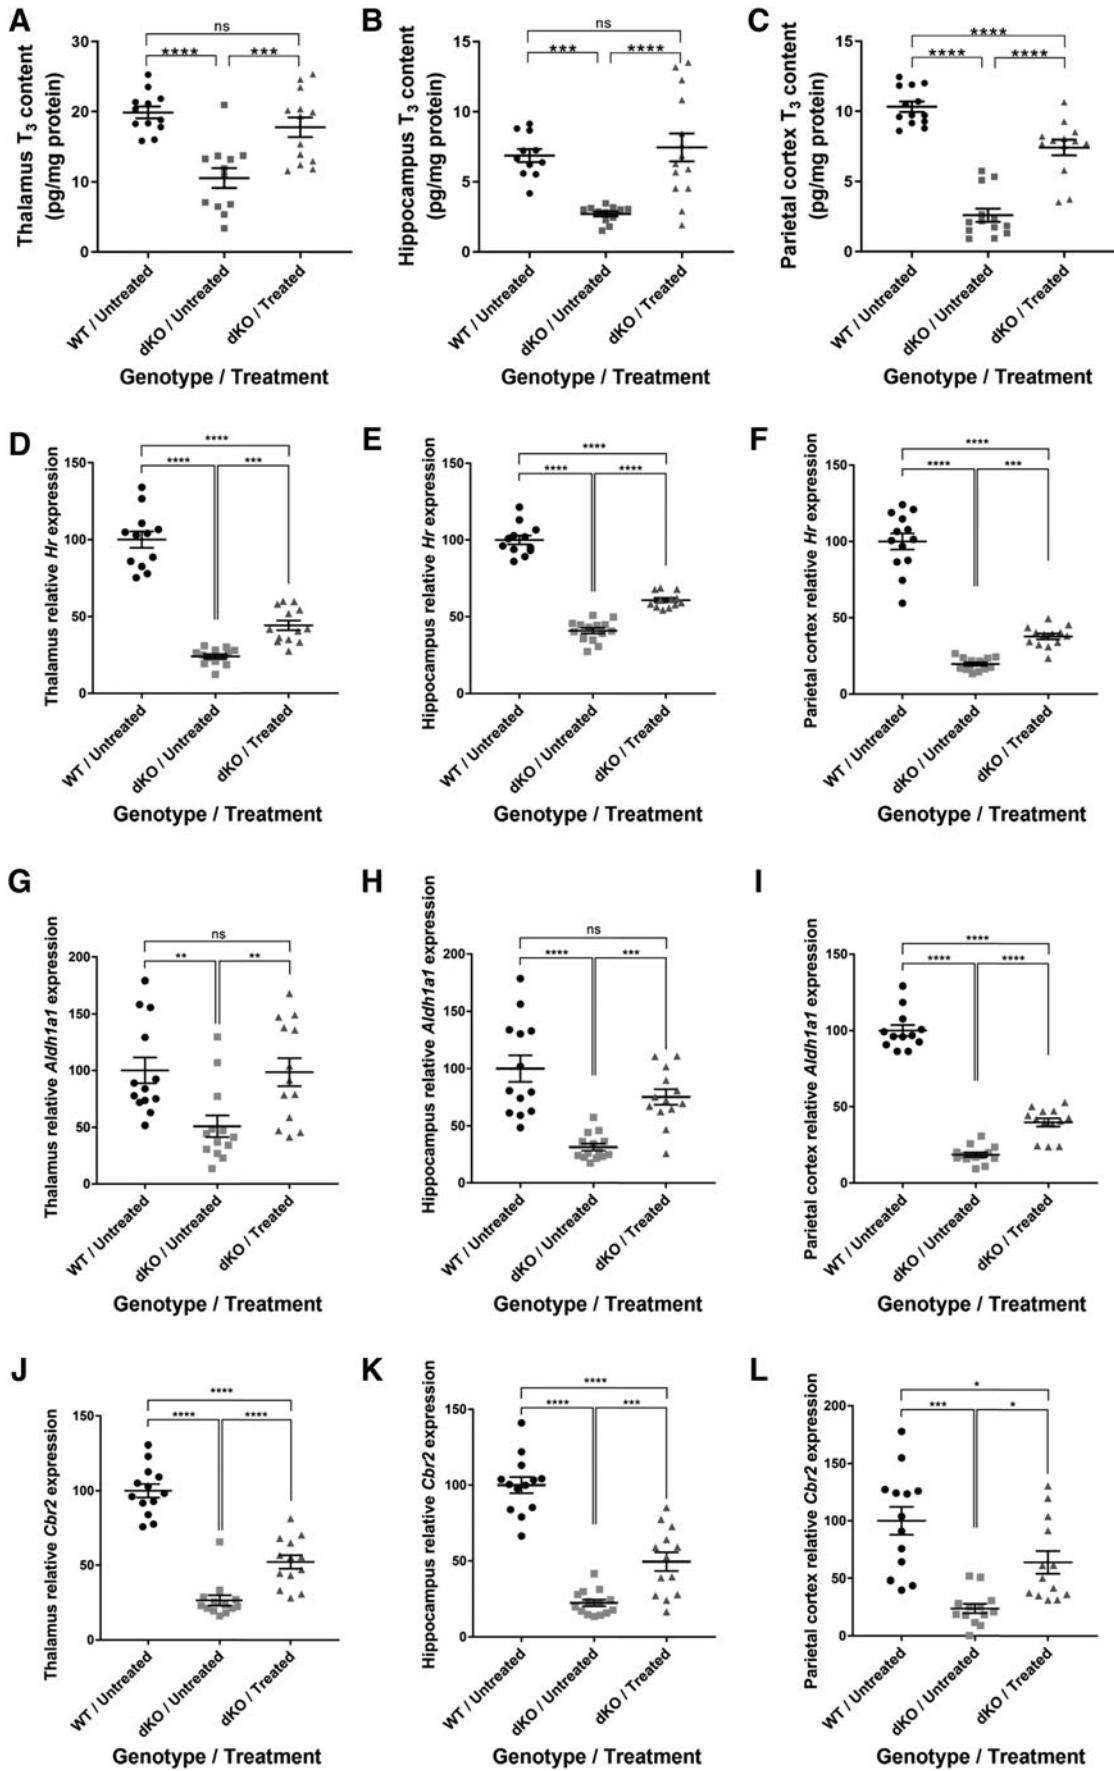 A
Thalamus T3 content
(pg/mg protein)
30
20
10
0
ns
****
***
WT / Untreated
dKO / Untreated
dKO / Treated
Genotype / Treatment
B
Hippocampus T3 content
(pg/mg protein)
15
10
5
0
ns
***
****
WT / Untreated
dKO / Untreated
dKO / Treated
Genotype / Treatment
C
Parietal cortex T3 content
(pg/mg protein)
15
10
5
0
****
****
****
WT / Untreated
dKO / Untreated
dKO / Treated
Genotype / Treatment
D
Thalamus relative Hr expression
150
100
50
0
****
****
***
WT / Untreated
dKO / Untreated
dKO / Treated
Genotype / Treatment
E
Hippocampus relative Hr expression
150
100
50
0
****
****
****
WT / Untreated
dKO / Untreated
dKO / Treated
Genotype / Treatment
F
Parietal cortex relative Hr expression
150
100
50
0
****
****
***
WT / Untreated
dKO / Untreated
dKO / Treated
Genotype / Treatment
G
Thalamus relative Aldh1a1 expression
200
150
100
50
0
ns
**
**
WT / Untreated
dKO / Untreated
dKO / Treated
Genotype / Treatment
H
Hippocampus relative Aldh1a1 expression
200
150
100
50
0
ns
****
***
WT / Untreated
dKO / Untreated
dKO / Treated
Genotype / Treatment
I
Parietal cortex relative Aldh1a1 expression
150
100
50
0
****
****
****
WT / Untreated
dKO / Untreated
dKO / Treated
Genotype / Treatment
J
Thalamus relative Cbr2 expression
150
100
50
0
****
****
****
WT / Untreated
dKO / Untreated
dKO / Treated
Genotype / Treatment
K
Hippocampus relative Cbr2 expression
150
100
50
0
****
****
***
WT / Untreated
dKO / Untreated
dKO / Treated
Genotype / Treatment
L
Parietal cortex relative Cbr2 expression
200
150
100
50
0
*
***
*
WT / Untreated
dKO / Untreated
dKO / Treated
Genotype / Treatment